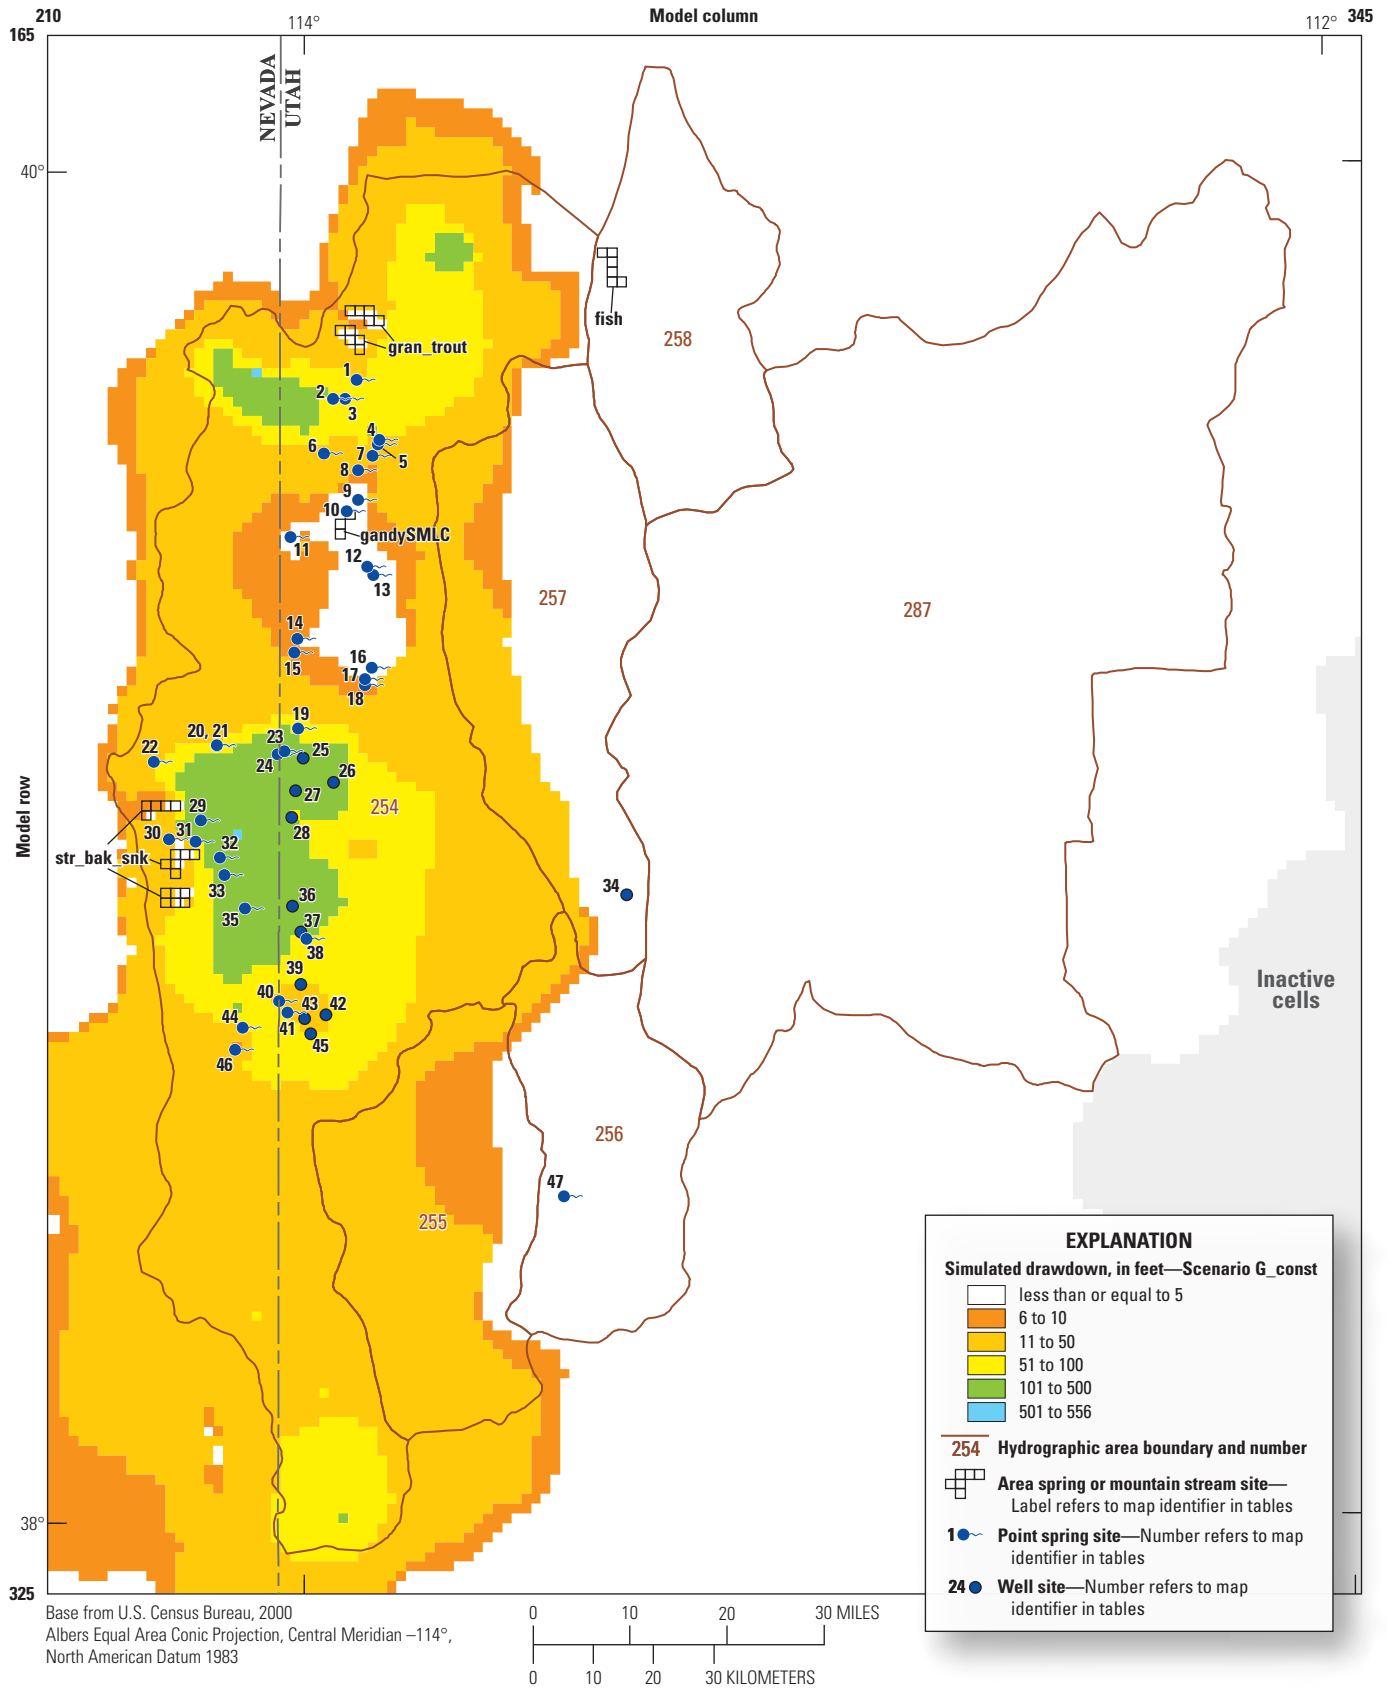 210
Model column
345
165
114°
112°
NEVADA
UTAH
40°
fish
258
gran_trout
1
2
3
4
5
6
7
8
9
10
gandySMLC
11
12
13
257
287
14
15
16
17
18
19
20, 21
22
23
24
25
26
27
28
254
29
30
31
32
str_bak_snk
33
34
35
36
37
38
39
40
41
42
43
44
45
46
Model row
Inactive
cells
256
47
255
38°
325
EXPLANATION
Simulated drawdown, in feet—Scenario G_const
less than or equal to 5
6 to 10
11 to 50
51 to 100
101 to 500
501 to 556
254 Hydrographic area boundary and number
Area spring or mountain stream site—
Label refers to map identifier in tables
1 Point spring site—Number refers to map
identifier in tables
24 Well site—Number refers to map
identifier in tables
Base from U.S. Census Bureau, 2000
Albers Equal Area Conic Projection, Central Meridian –114°,
North American Datum 1983
0 10 20 30 MILES
0 10 20 30 KILOMETERS